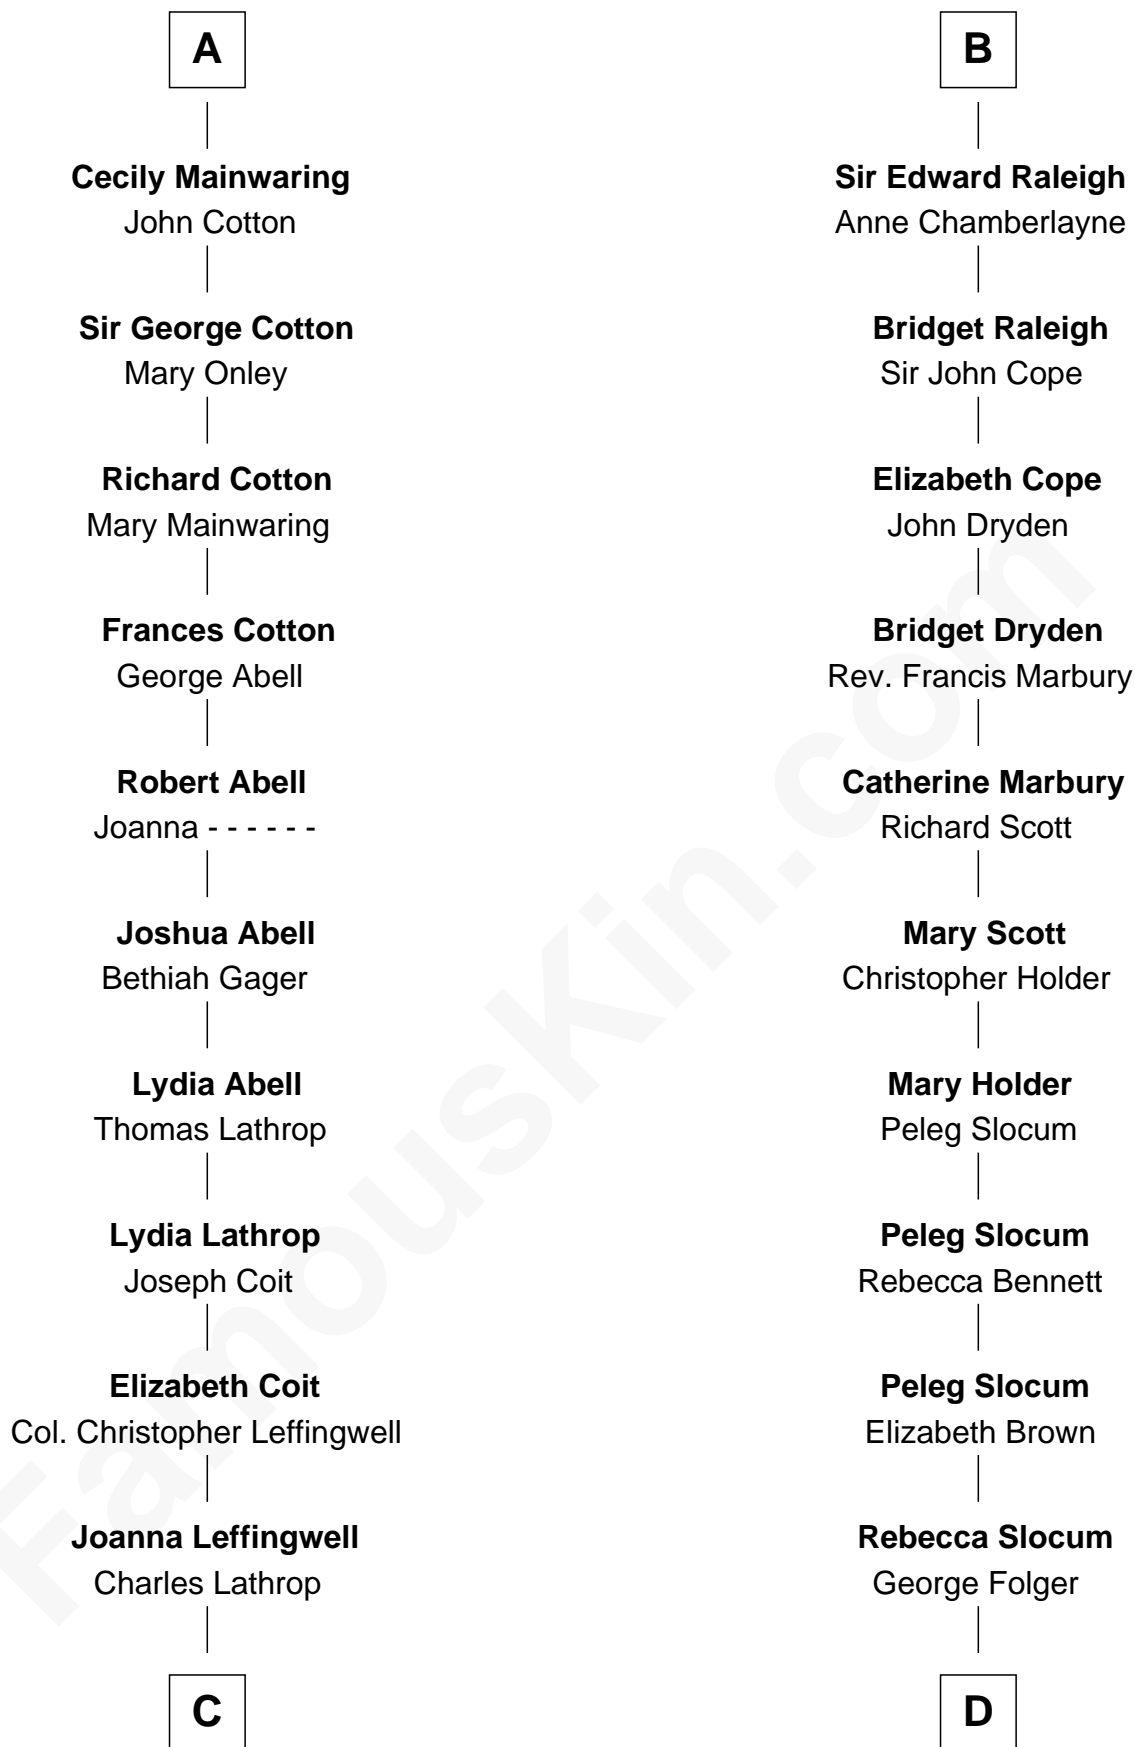 A
Cecily Mainwaring
John Cotton
Sir George Cotton
Mary Onley
Richard Cotton
Mary Mainwaring
Frances Cotton
George Abell
Robert Abell
Joanna - - - - - -
Joshua Abell
Bethiah Gager
Lydia Abell
Thomas Lathrop
Lydia Lathrop
Joseph Coit
Elizabeth Coit
Col. Christopher Leffingwell
Joanna Leffingwell
Charles Lathrop
C
B
Sir Edward Raleigh
Anne Chamberlayne
Bridget Raleigh
Sir John Cope
Elizabeth Cope
John Dryden
Bridget Dryden
Rev. Francis Marbury
Catherine Marbury
Richard Scott
Mary Scott
Christopher Holder
Mary Holder
Peleg Slocum
Peleg Slocum
Rebecca Bennett
Peleg Slocum
Elizabeth Brown
Rebecca Slocum
George Folger
D
FamousKin.com